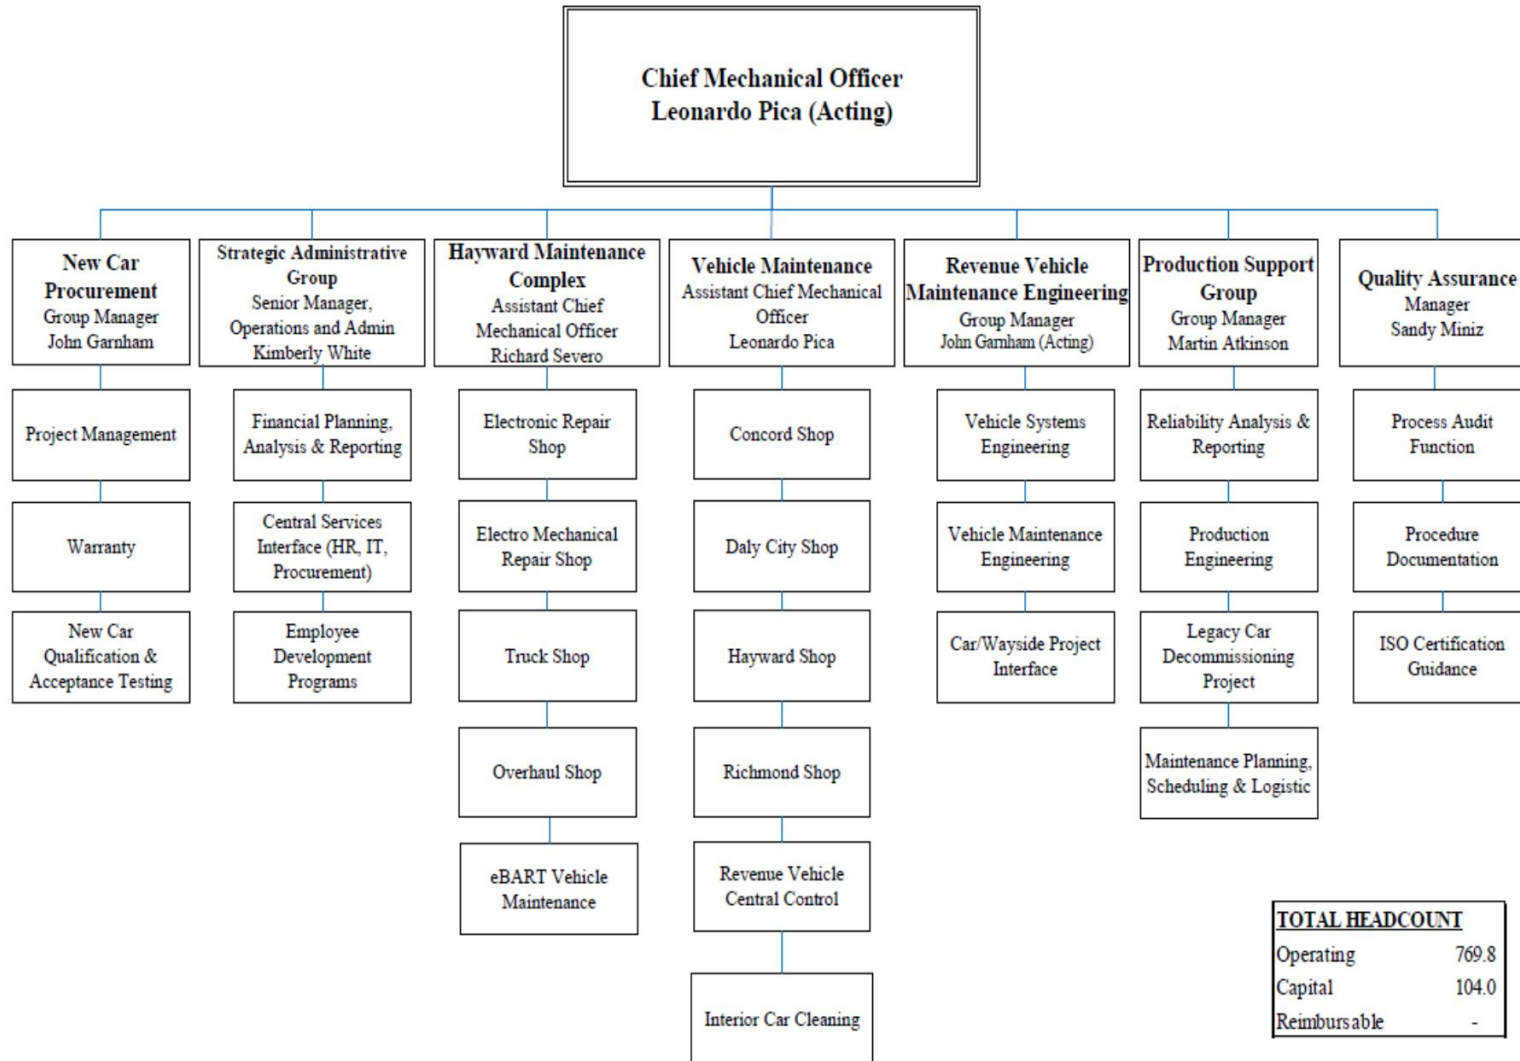 Chief Mechanical Officer
Leonardo Pica (Acting)
New Car
Procurement
Group Manager
John Garnham
Strategic Administrative
Group
Senior Manager,
Operations and Admin
Kimberly White
Hayward Maintenance
Complex
Assistant Chief
Mechanical Officer
Richard Severo
Vehicle Maintenance
Assistant Chief Mechanical
Officer
Leonardo Pica
Revenue Vehicle
Maintenance Engineering
Group Manager
John Garnham (Acting)
Production Support
Group
Group Manager
Martin Atkinson
Quality Assurance
Manager
Sandy Miniz
Project Management
Warranty
New Car
Qualification &
Acceptance Testing
Financial Planning,
Analysis & Reporting
Central Services
Interface (HR, IT,
Procurement)
Employee
Development
Programs
Electronic Repair
Shop
Electro Mechanical
Repair Shop
Truck Shop
Overhaul Shop
eBART Vehicle
Maintenance
Concord Shop
Daly City Shop
Hayward Shop
Richmond Shop
Revenue Vehicle
Central Control
Interior Car Cleaning
Vehicle Systems
Engineering
Vehicle Maintenance
Engineering
Car/Wayside Project
Interface
Reliability Analysis &
Reporting
Production
Engineering
Legacy Car
Decommissioning
Project
Maintenance Planning,
Scheduling & Logistic
Process Audit
Function
Procedure
Documentation
ISO Certification
Guidance
TOTAL HEADCOUNT
Operating 769.8
Capital 104.0
Reimbursable -